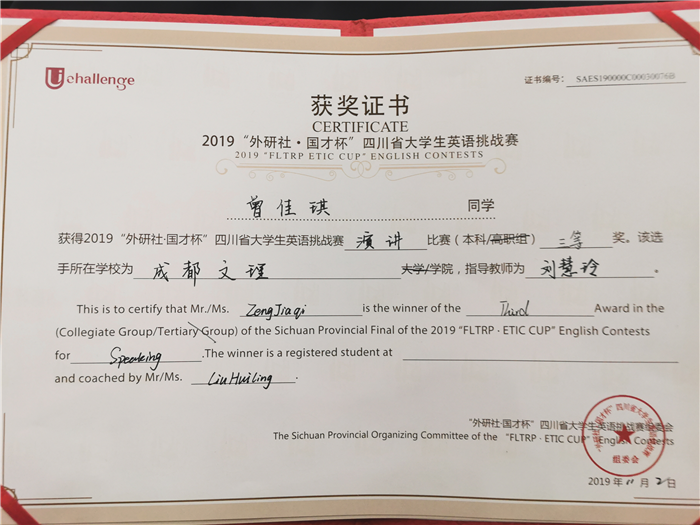 Uchallenge
证书编号: SAES190000C00030076B
获奖证书
CERTIFICATE
2019“外研社·国才杯”四川省大学生英语挑战赛
2019 "FLTRP ETIC CUP" ENGLISH CONTESTS
曾佳琪 同学
获得2019“外研社·国才杯”四川省大学生英语挑战赛 演讲 比赛（本科/高职组） 三等 奖。该选
手所在学校为 成都文理 大学/学院，指导教师为 刘慧玲 。
This is to certify that Mr./Ms. Zeng Jiaqi is the winner of the Third Award in the
(Collegiate Group/Tertiary Group) of the Sichuan Provincial Final of the 2019 “FLTRP · ETIC CUP” English Contests
for Speaking .The winner is a registered student at
and coached by Mr/Ms. Liu Huiling .
“外研社·国才杯”四川省大学生英语挑战赛组委会
The Sichuan Provincial Organizing Committee of the “FLTRP · ETIC CUP” English Contests
组委会
2019 年 11 月 2 日